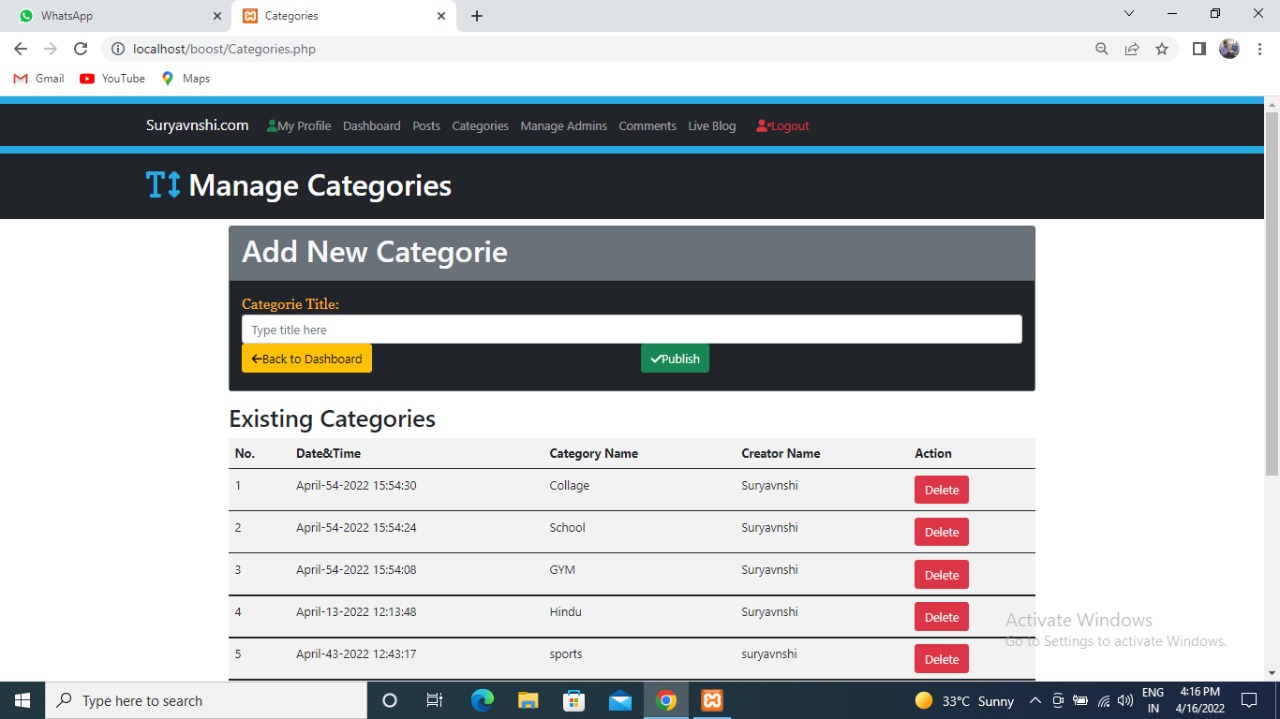 WhatsApp
Categories
localhost/boost/Categories.php
Gmail YouTube Maps
Suryavnshi.com My Profile Dashboard Posts Categories Manage Admins Comments Live Blog Logout
Manage Categories
Add New Categorie
Categorie Title:
Type title here
Back to Dashboard Publish
Existing Categories
No. Date&Time Category Name Creator Name Action
1 April-54-2022 15:54:30 Collage Suryavnshi Delete
2 April-54-2022 15:54:24 School Suryavnshi Delete
3 April-54-2022 15:54:08 GYM Suryavnshi Delete
4 April-13-2022 12:13:48 Hindu Suryavnshi Delete
5 April-43-2022 12:43:17 sports suryavnshi Delete
Activate Windows
Go to Settings to activate Windows.
Type here to search
33°C Sunny
ENG
IN
4:16 PM
4/16/2022